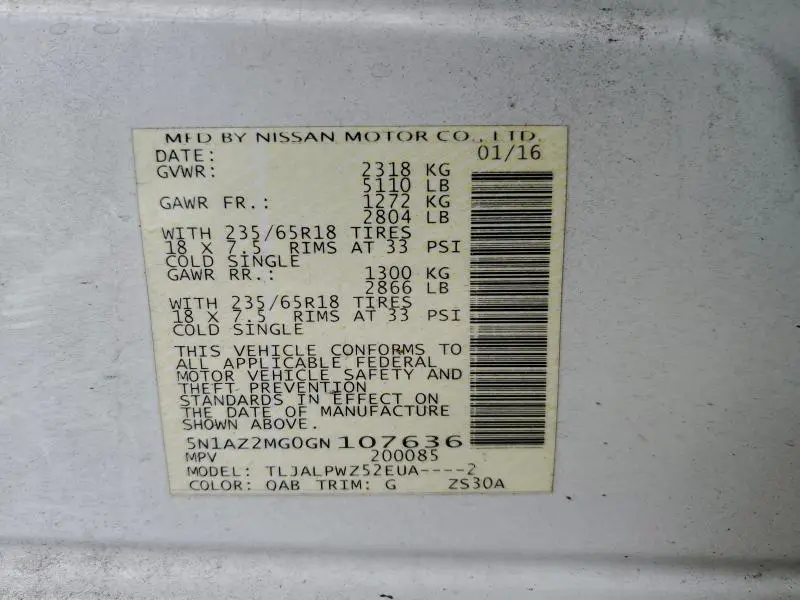 MFD BY NISSAN MOTOR CO., LTD.
DATE: 01/16
GVWR: 2318 KG
5110 LB
GAWR FR.: 1272 KG
2804 LB
WITH 235/65R18 TIRES
18 X 7.5 RIMS AT 33 PSI
COLD SINGLE
GAWR RR.: 1300 KG
2866 LB
WITH 235/65R18 TIRES
18 X 7.5 RIMS AT 33 PSI
COLD SINGLE
THIS VEHICLE CONFORMS TO
ALL APPLICABLE FEDERAL
MOTOR VEHICLE SAFETY AND
THEFT PREVENTION
STANDARDS IN EFFECT ON
THE DATE OF MANUFACTURE
SHOWN ABOVE.
5N1AZ2MG0GN107636
MPV 200085
MODEL: TLJALPWZ52EUA----2
COLOR: QAB TRIM: G ZS30A